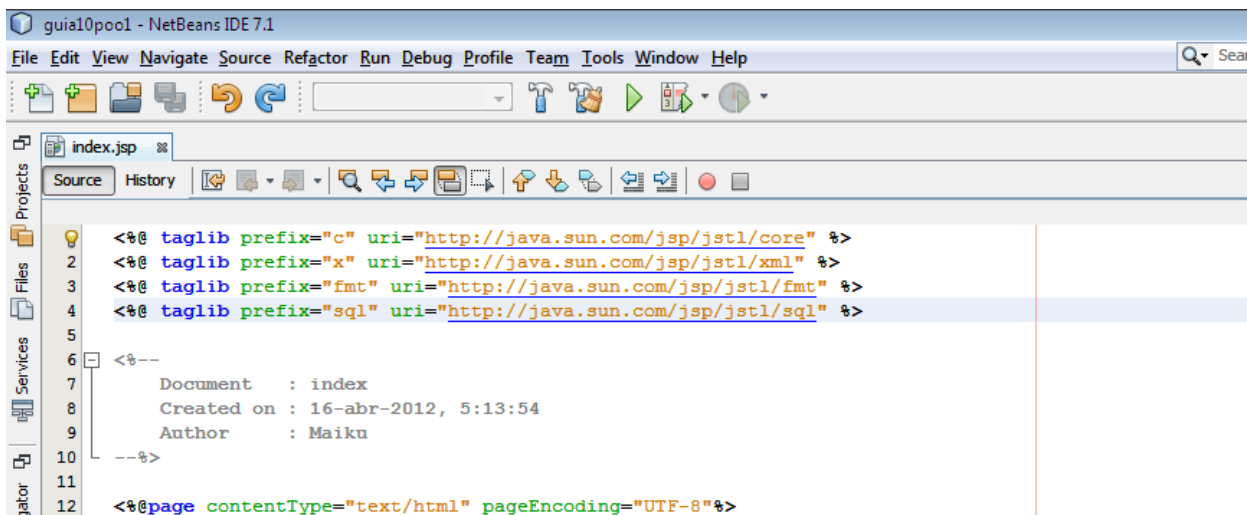 guia10poo1 - NetBeans IDE 7.1
File Edit View Navigate Source Refactor Run Debug Profile Team Tools Window Help
index.jsp
Source History
Projects
Files
Services
<%@ taglib prefix="c" uri="http://java.sun.com/jsp/jstl/core" %>
2 <%@ taglib prefix="x" uri="http://java.sun.com/jsp/jstl/xml" %>
3 <%@ taglib prefix="fmt" uri="http://java.sun.com/jsp/jstl/fmt" %>
4 <%@ taglib prefix="sql" uri="http://java.sun.com/jsp/jstl/sql" %>
5
6 <%--
7 Document : index
8 Created on : 16-abr-2012, 5:13:54
9 Author : Maiku
10 --%>
11
12 <%@page contentType="text/html" pageEncoding="UTF-8"%>